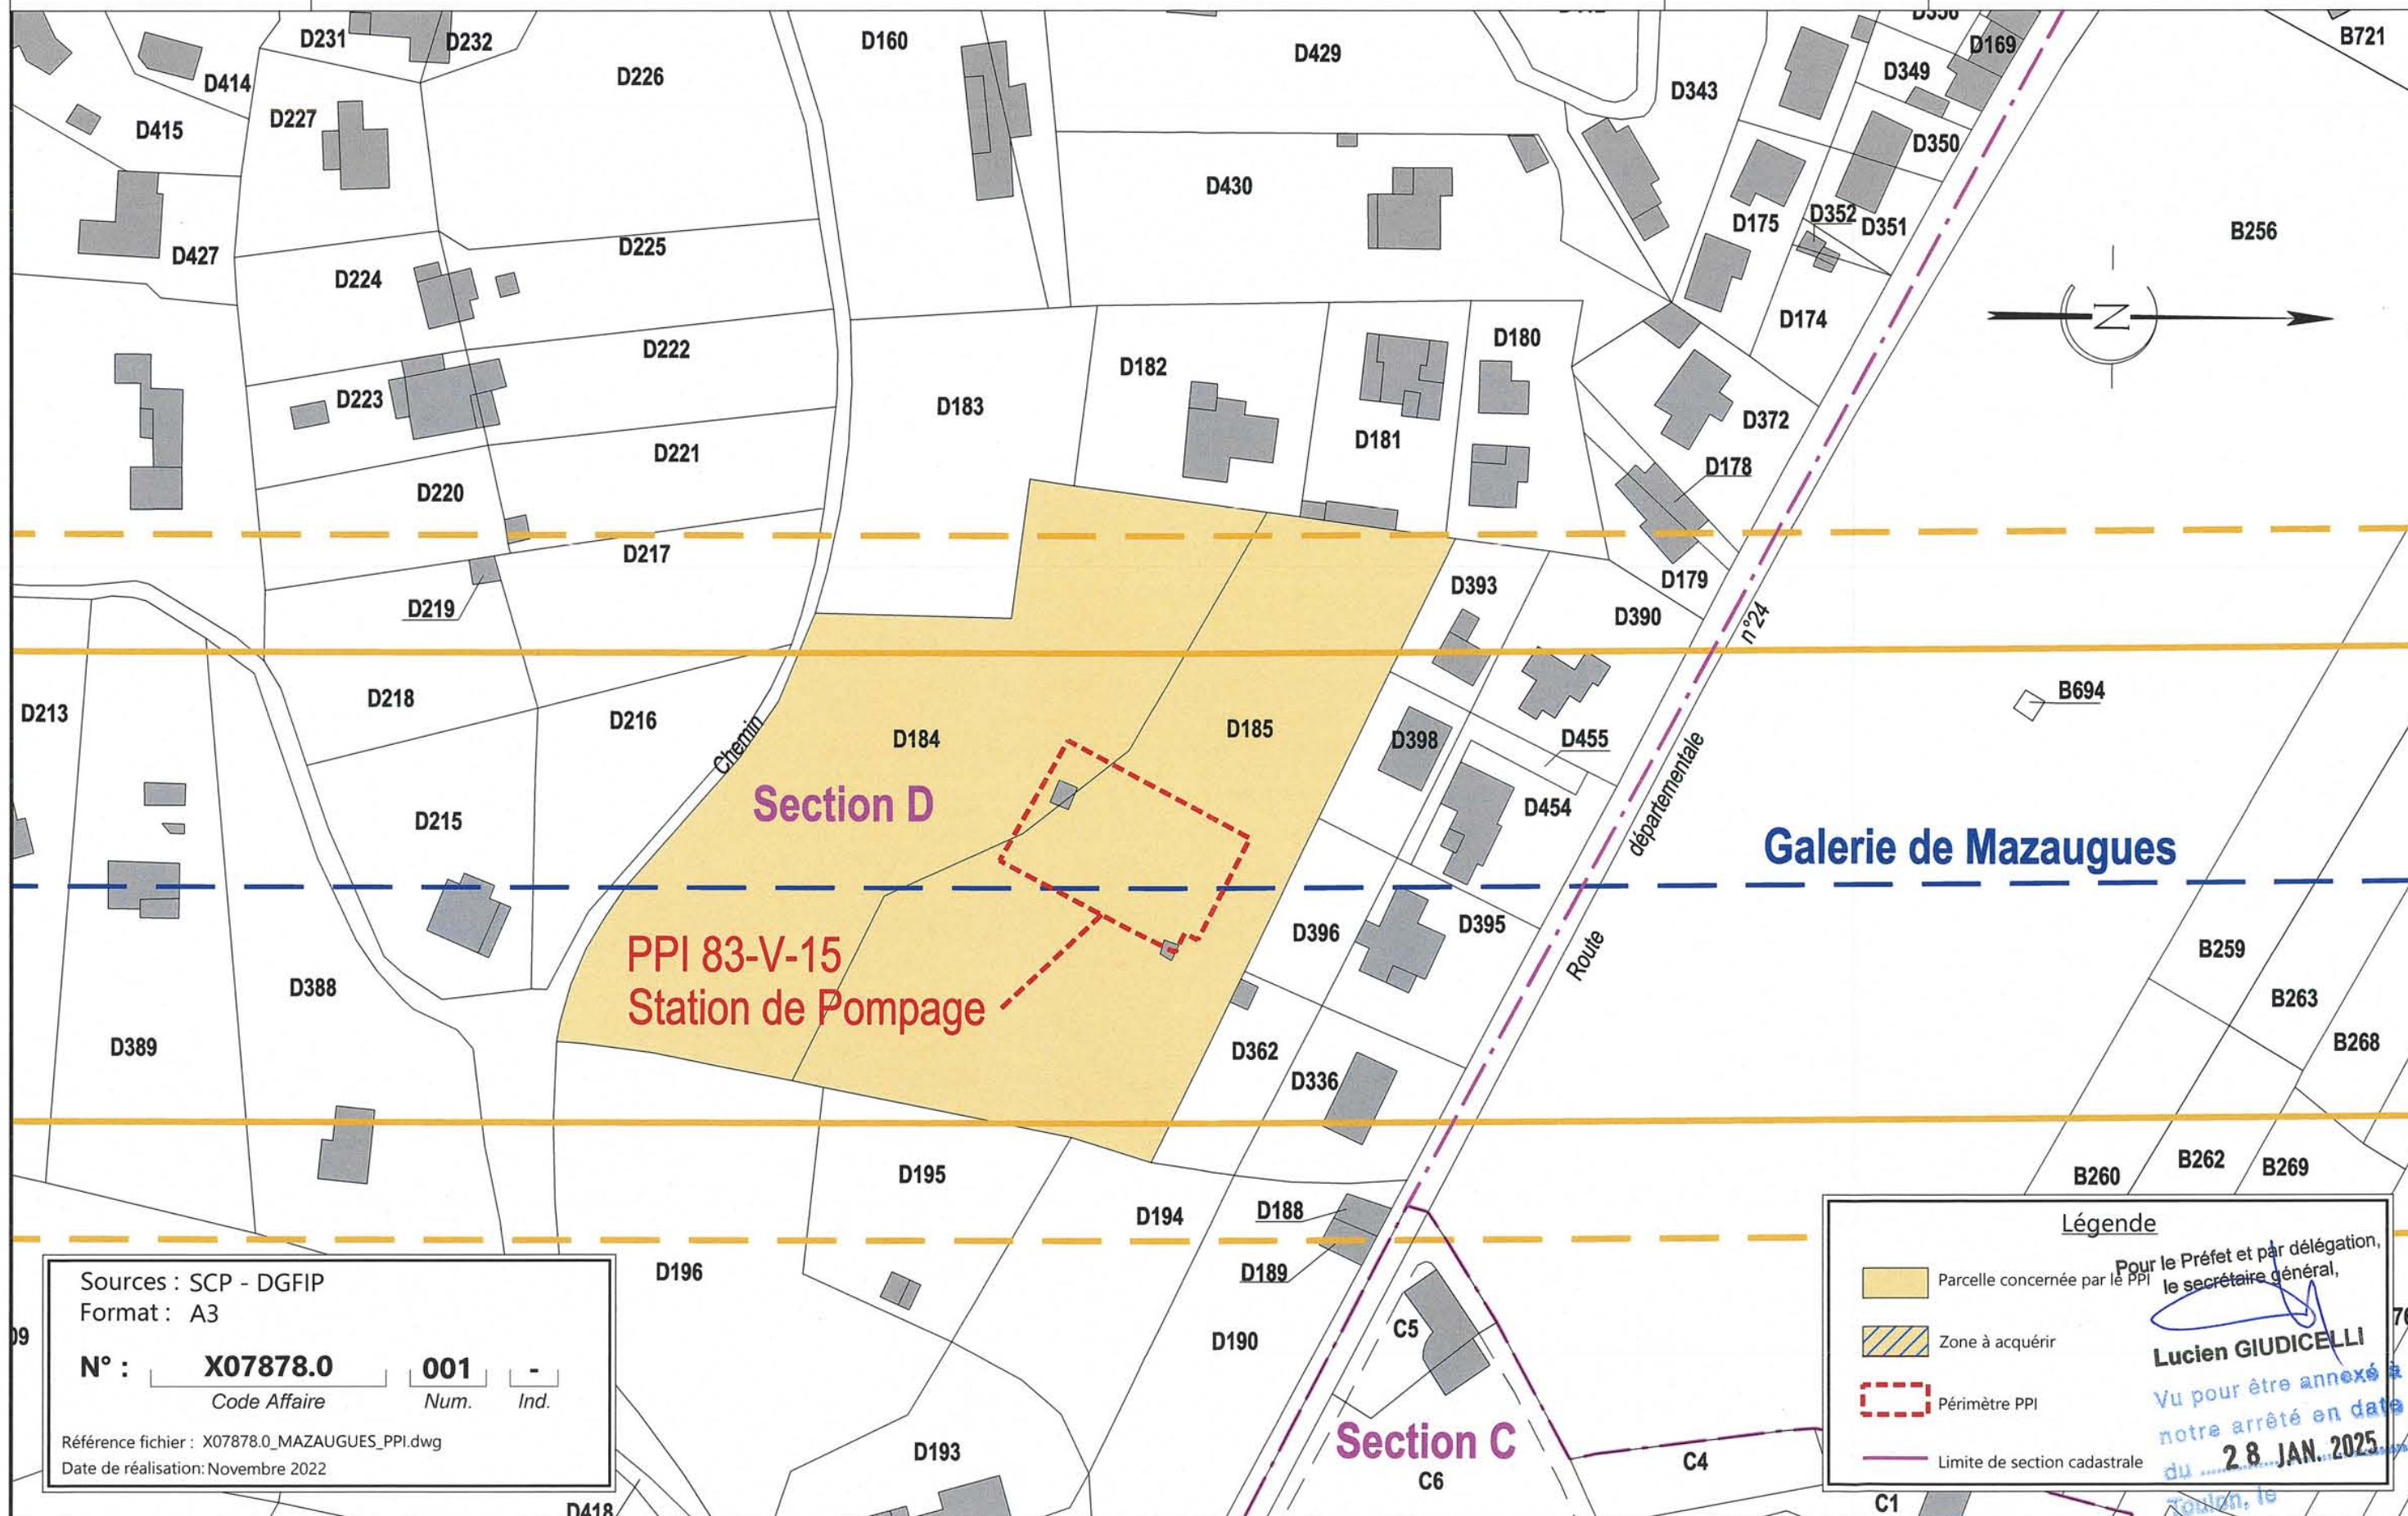 D231
D232
D414
D415
D227
D226
D160
D429
D343
D349
D169
B721
D350
D430
D427
D175
D352
D351
B256
D225
D224
N
D222
D223
D183
D182
D180
D174
D372
D181
D221
D220
D178
D217
D219
D393
D179
D390
n°24
D213
D218
D216
D184
D185
B694
Chemin
D398
D455
départementale
Section D
D454
D215
Galerie de Mazaugues
PPI 83-V-15
Station de Pompage
D396
D395
Route
B259
D388
B263
D389
D362
D336
B268
D195
B260
B262
B269
D194
D188
D196
D189
D190
C5
D193
Section C
C6
C4
C1
D418
Sources : SCP - DGFIP
Format : A3
N° : X07878.0 001 -
Code Affaire Num. Ind.
Référence fichier : X07878.0_MAZAUGUES_PPI.dwg
Date de réalisation: Novembre 2022
Légende
Parcelle concernée par le PPI
Zone à acquérir
Périmètre PPI
Limite de section cadastrale
Pour le Préfet et par délégation,
le secrétaire général,
Lucien GIUDICELLI
Vu pour être annexé à
notre arrêté en date
du 28 JAN. 2025
Toulon, le